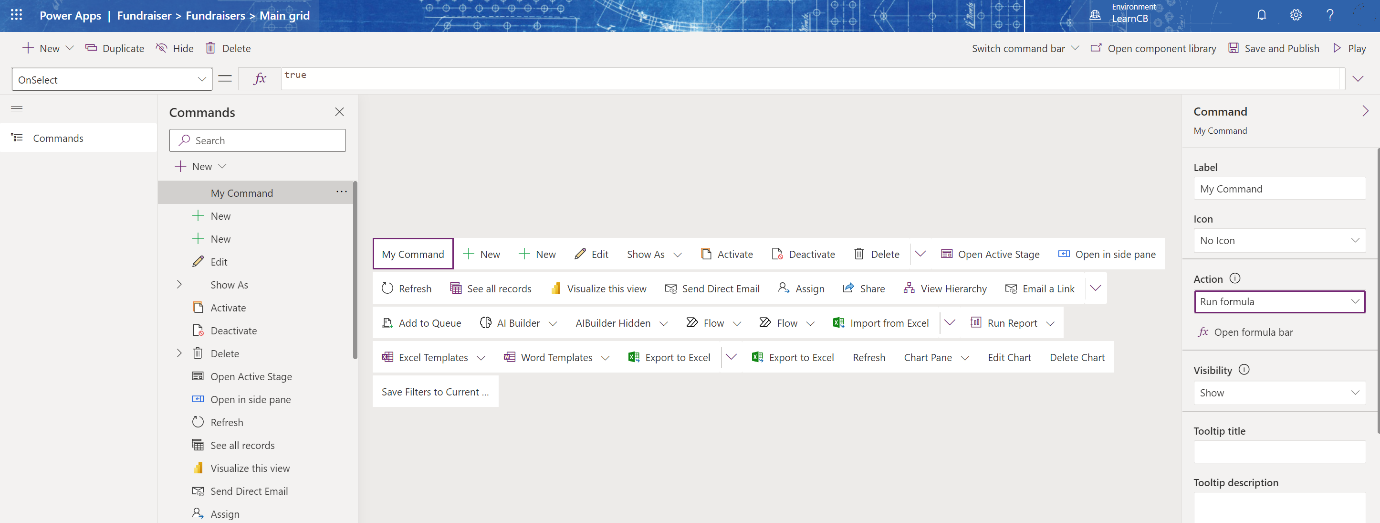 Power Apps | Fundraiser > Fundraisers > Main grid
Environment
LearnCB
?
New Duplicate Hide Delete Switch command bar Open component library Save and Publish Play
OnSelect = fx true
Commands
Commands
Search
New
My Command ...
New
New
Edit
Show As
Activate
Deactivate
Delete
Open Active Stage
Open in side pane
Refresh
See all records
Visualize this view
Send Direct Email
Assign
My Command New New Edit Show As Activate Deactivate Delete Open Active Stage Open in side pane
Refresh See all records Visualize this view Send Direct Email Assign Share View Hierarchy Email a Link
Add to Queue AI Builder AIBuilder Hidden Flow Flow Import from Excel Run Report
Excel Templates Word Templates Export to Excel Export to Excel Refresh Chart Pane Edit Chart Delete Chart
Save Filters to Current ...
Command
My Command
Label
My Command
Icon
No Icon
Action
Run formula
fx Open formula bar
Visibility
Show
Tooltip title
Tooltip description